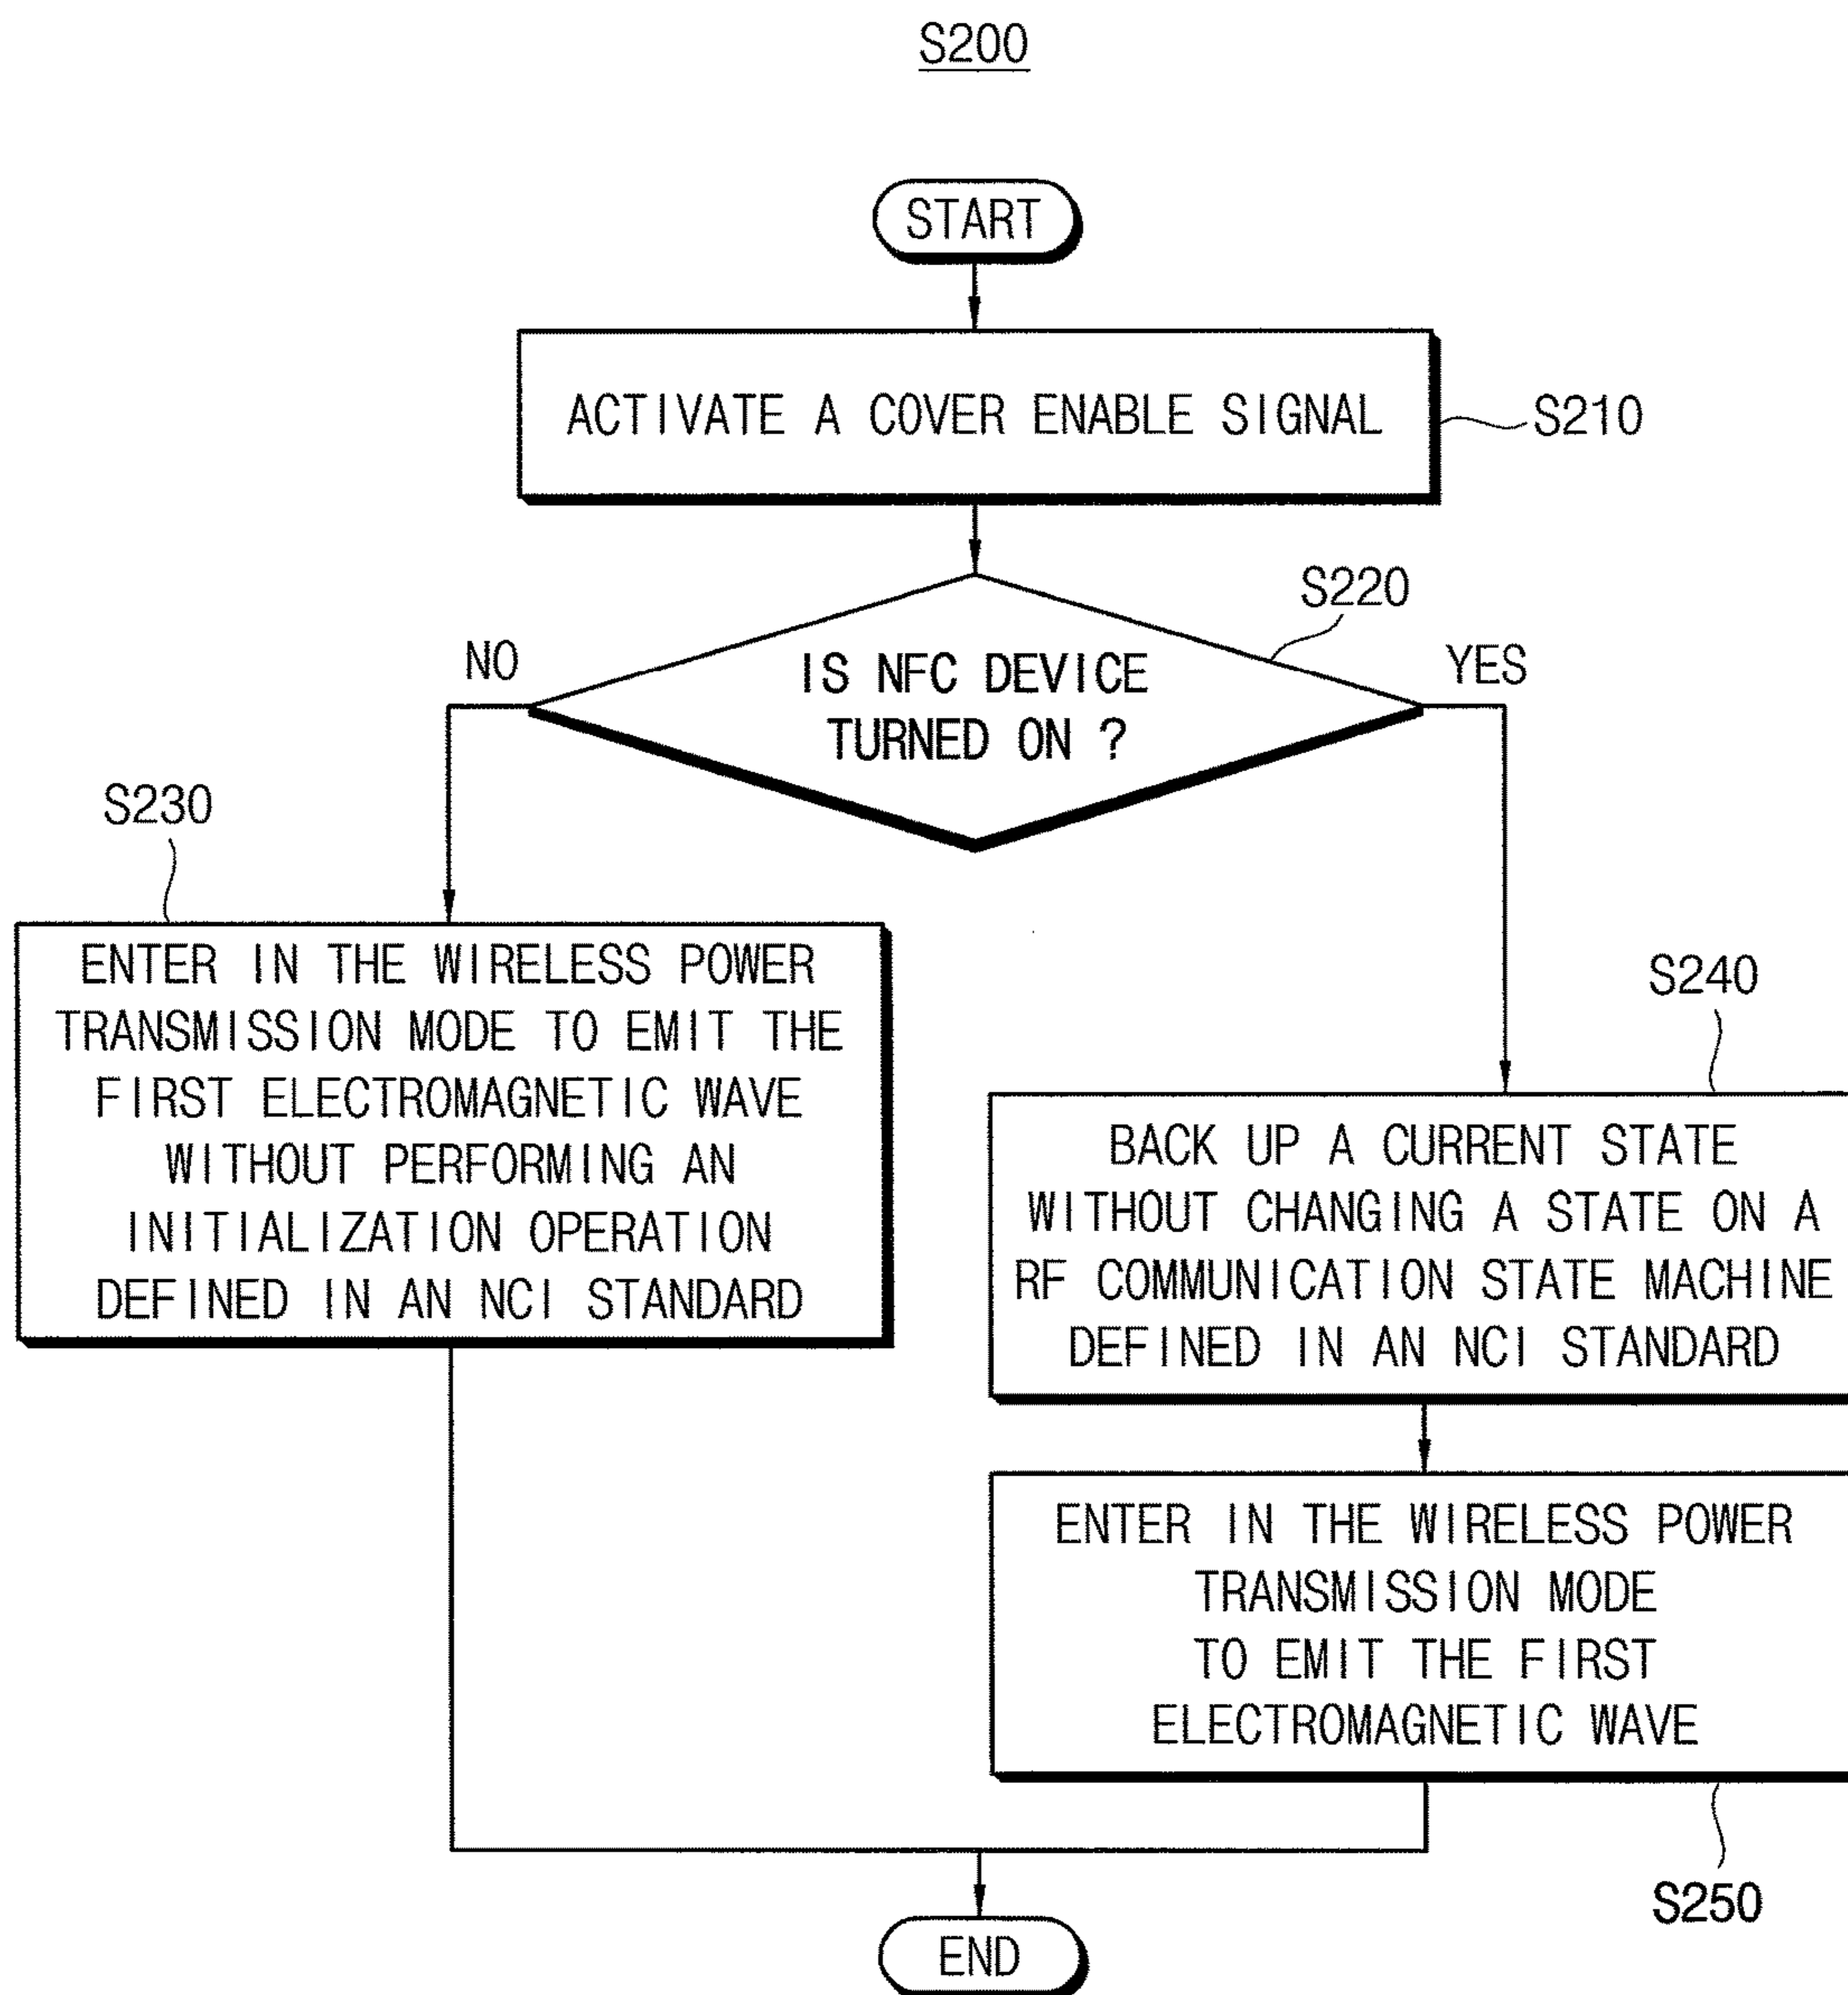 S200
START
ACTIVATE A COVER ENABLE SIGNAL
S210
S220
NO
IS NFC DEVICE
TURNED ON ?
YES
S230
ENTER IN THE WIRELESS POWER
TRANSMISSION MODE TO EMIT THE
FIRST ELECTROMAGNETIC WAVE
WITHOUT PERFORMING AN
INITIALIZATION OPERATION
DEFINED IN AN NCI STANDARD
S240
BACK UP A CURRENT STATE
WITHOUT CHANGING A STATE ON A
RF COMMUNICATION STATE MACHINE
DEFINED IN AN NCI STANDARD
ENTER IN THE WIRELESS POWER
TRANSMISSION MODE
TO EMIT THE FIRST
ELECTROMAGNETIC WAVE
S250
END